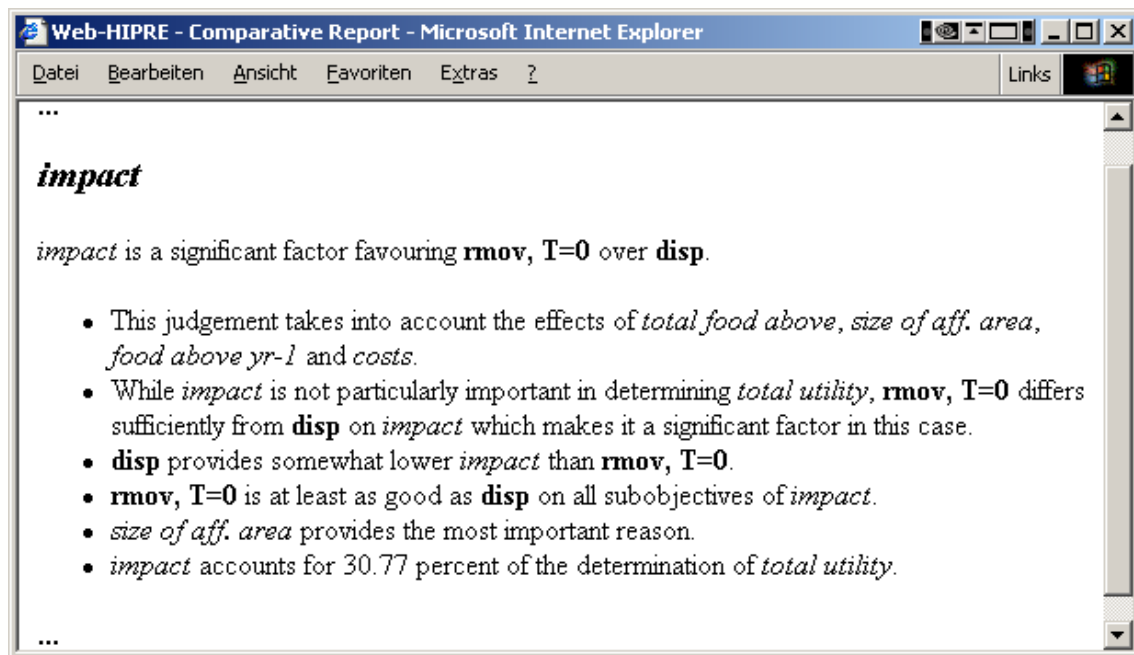 Web-HIPRE - Comparative Report - Microsoft Internet Explorer
Datei Bearbeiten Ansicht Favoriten Extras ? Links
...
impact
impact is a significant factor favouring rmov, T=0 over disp.
• This judgement takes into account the effects of total food above, size of aff. area,
food above yr-1 and costs.
• While impact is not particularly important in determining total utility, rmov, T=0 differs
sufficiently from disp on impact which makes it a significant factor in this case.
• disp provides somewhat lower impact than rmov, T=0.
• rmov, T=0 is at least as good as disp on all subobjectives of impact.
• size of aff. area provides the most important reason.
• impact accounts for 30.77 percent of the determination of total utility.
...